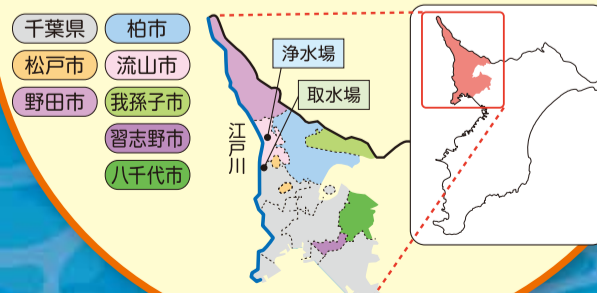 千葉県
柏市
松戸市
流山市
野田市
我孫子市
習志野市
八千代市
浄水場
取水場
江戸川